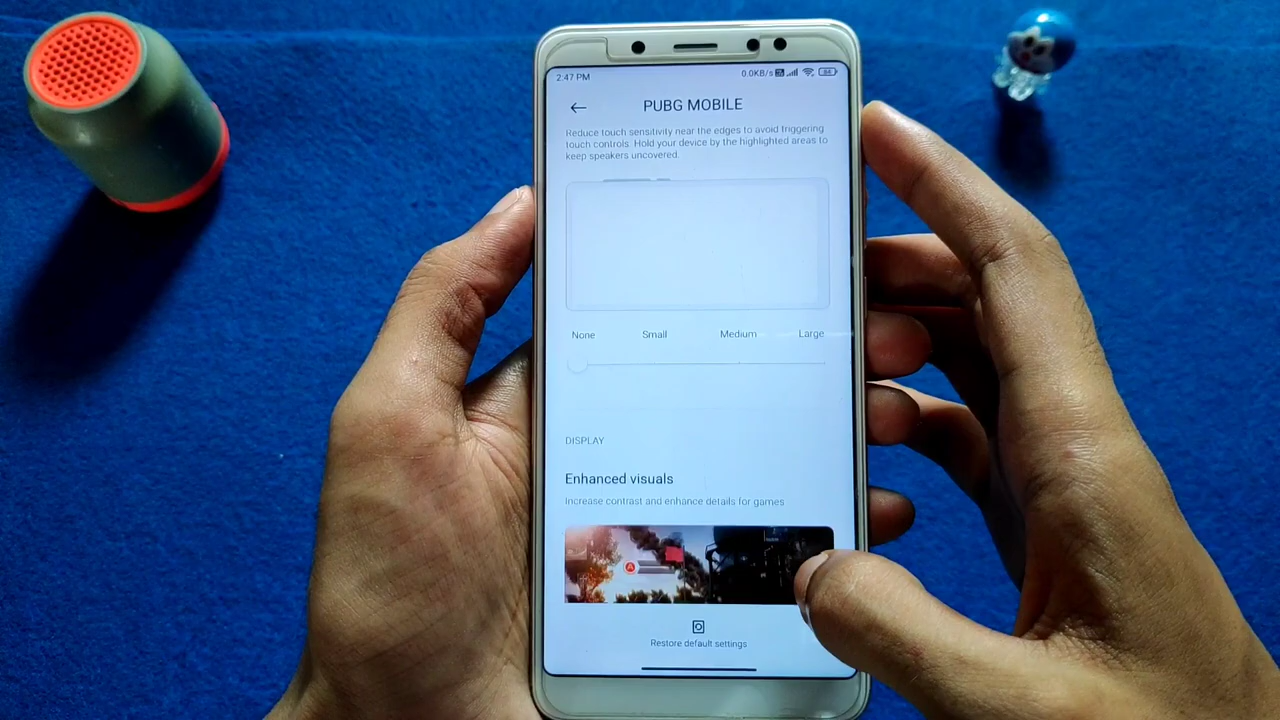 2:47 PM
0.0KB/s
84
PUBG MOBILE
Reduce touch sensitivity near the edges to avoid triggering
touch controls. Hold your device by the highlighted areas to
keep speakers uncovered.
None Small Medium Large
DISPLAY
Enhanced visuals
Increase contrast and enhance details for games
A
Restore default settings